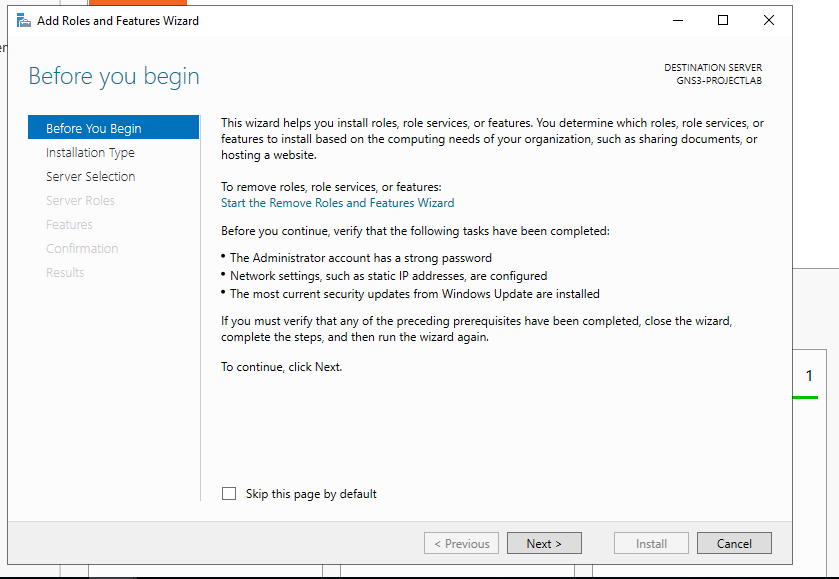 Add Roles and Features Wizard
Before you begin
DESTINATION SERVER
GNS3-PROJECTLAB
Before You Begin
Installation Type
Server Selection
Server Roles
Features
Confirmation
Results
This wizard helps you install roles, role services, or features. You determine which roles, role services, or
features to install based on the computing needs of your organization, such as sharing documents, or
hosting a website.
To remove roles, role services, or features:
Start the Remove Roles and Features Wizard
Before you continue, verify that the following tasks have been completed:
• The Administrator account has a strong password
• Network settings, such as static IP addresses, are configured
• The most current security updates from Windows Update are installed
If you must verify that any of the preceding prerequisites have been completed, close the wizard,
complete the steps, and then run the wizard again.
To continue, click Next.
1
Skip this page by default
< Previous
Next >
Install
Cancel